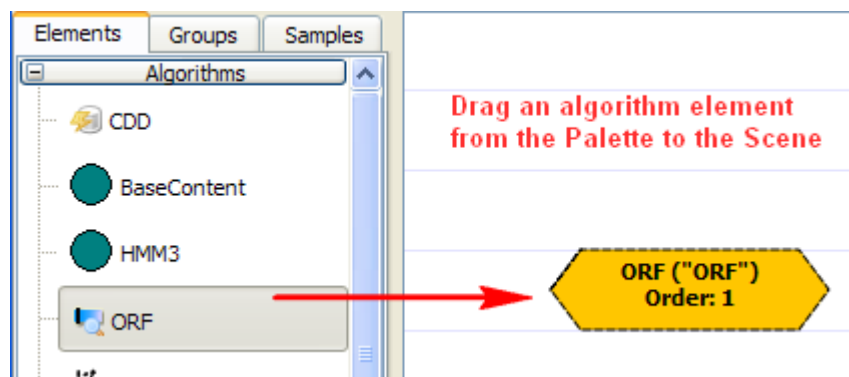 Elements Groups Samples
Algorithms
CDD
BaseContent
HMM3
ORF
Drag an algorithm element
from the Palette to the Scene
ORF ("ORF")
Order: 1